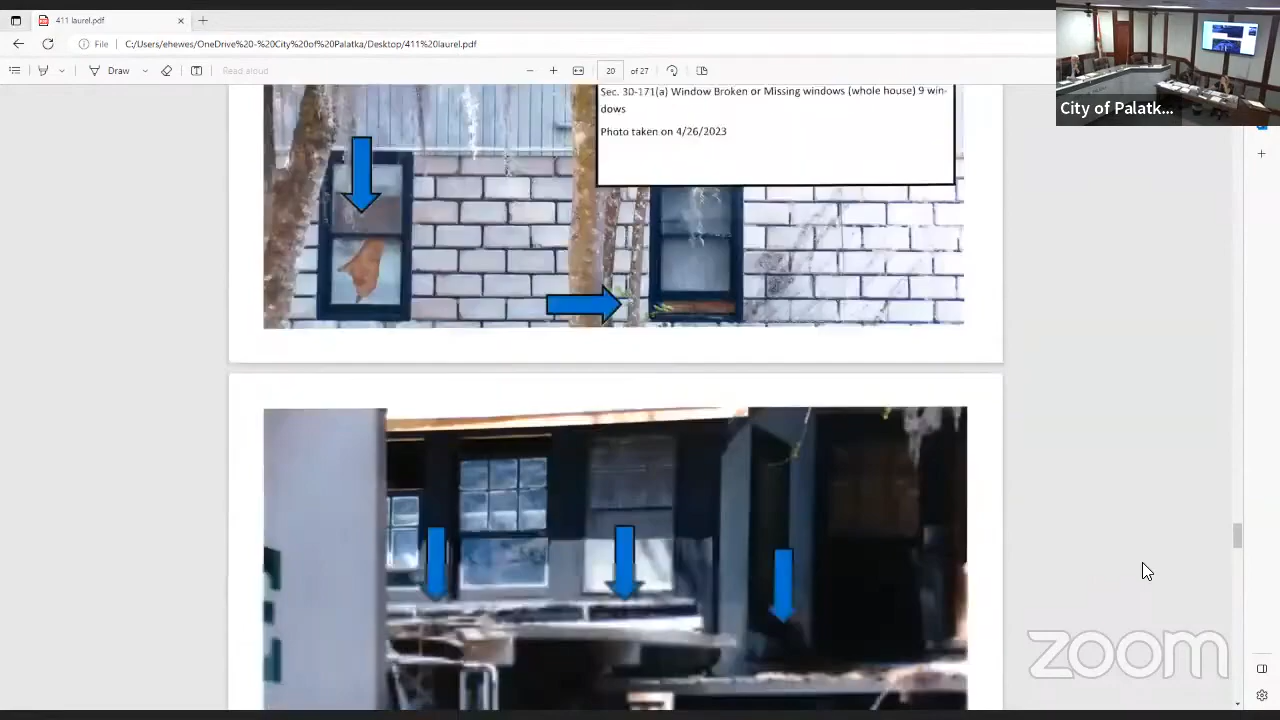 411 laurel.pdf
File
C:/Users/ehewes/OneDrive%20-%20City%20of%20Palatka/Desktop/411%20laurel.pdf
Draw
Read aloud
20
of 27
City of Palatk...
Sec. 30-171(a) Window Broken or Missing windows (whole house) 9 win-
dows
Photo taken on 4/26/2023
zoom